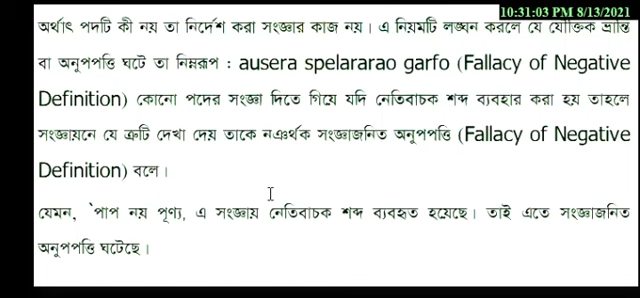 10:31:03 PM 8/13/2021
অর্থাৎ পদটি কী নয় তা নির্দেশ করা সংজ্ঞার কাজ নয়। এ নিয়মটি লঙ্ঘন করলে যে যৌক্তিক ভ্রান্তি
বা অনুপপত্তি ঘটে তা নিম্নরূপ : ausera spelararao garfo (Fallacy of Negative
Definition) কোনো পদের সংজ্ঞা দিতে গিয়ে যদি নেতিবাচক শব্দ ব্যবহার করা হয় তাহলে
সংজ্ঞায়নে যে ত্রুটি দেখা দেয় তাকে নঞর্থক সংজ্ঞাজনিত অনুপপত্তি (Fallacy of Negative
Definition) বলে।
যেমন, `পাপ নয় পূণ্য, এ সংজ্ঞায় নেতিবাচক শব্দ ব্যবহৃত হয়েছে। তাই এতে সংজ্ঞাজনিত
অনুপপত্তি ঘটেছে।